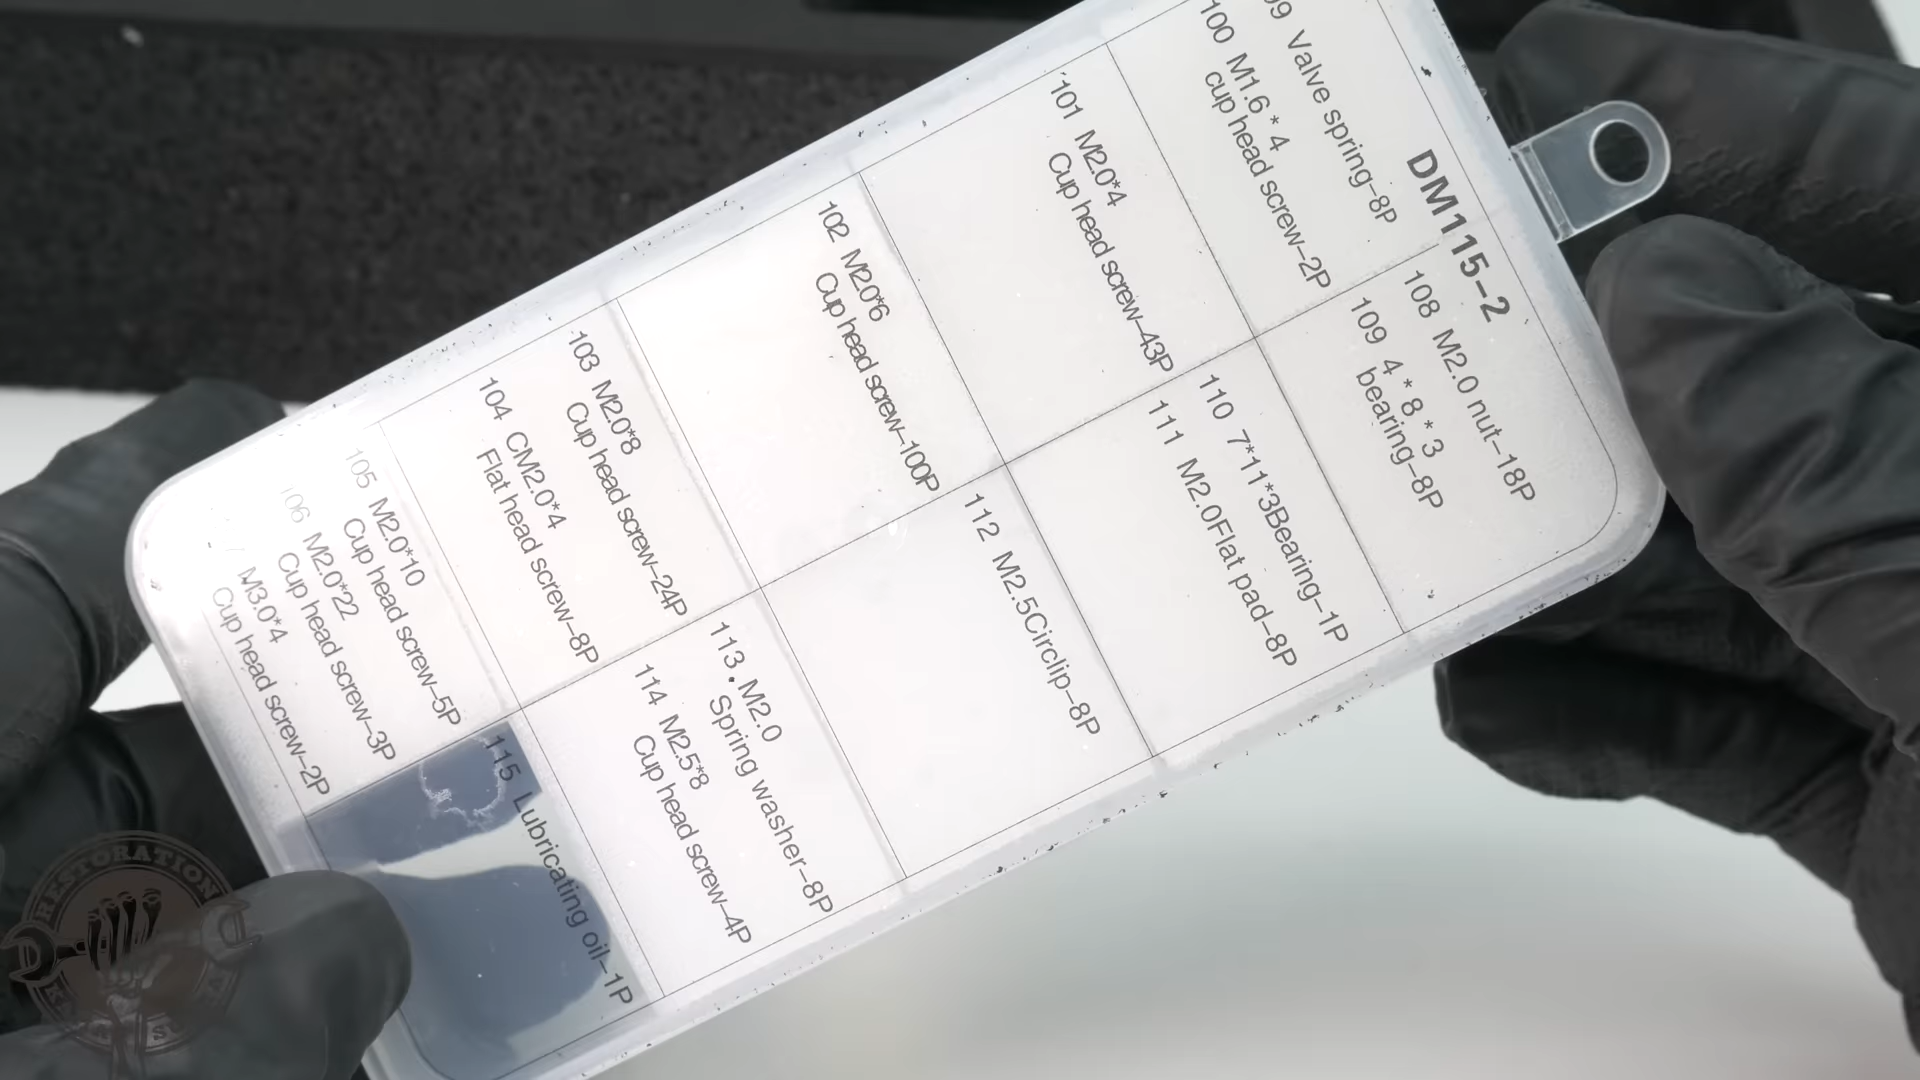 DM115-2
99 Valve spring-8P
100 M1.6*4
cup head screw-2P
101 M2.0*4
Cup head screw-43P
102 M2.0*6
Cup head screw-100P
103 M2.0*8
Cup head screw-24P
104 CM2.0*4
Flat head screw-8P
105 M2.0*10
Cup head screw-5P
106 M2.0*22
Cup head screw-3P
M3.0*4
Cup head screw-2P
108 M2.0 nut-18P
109 4*8*3
bearing-8P
110 7*11*3Bearing-1P
111 M2.0Flat pad-8P
112 M2.5Circlip-8P
113. M2.0
Spring washer-8P
114 M2.5*8
Cup head screw-4P
115 Lubricating oil-1P
RESTORATION